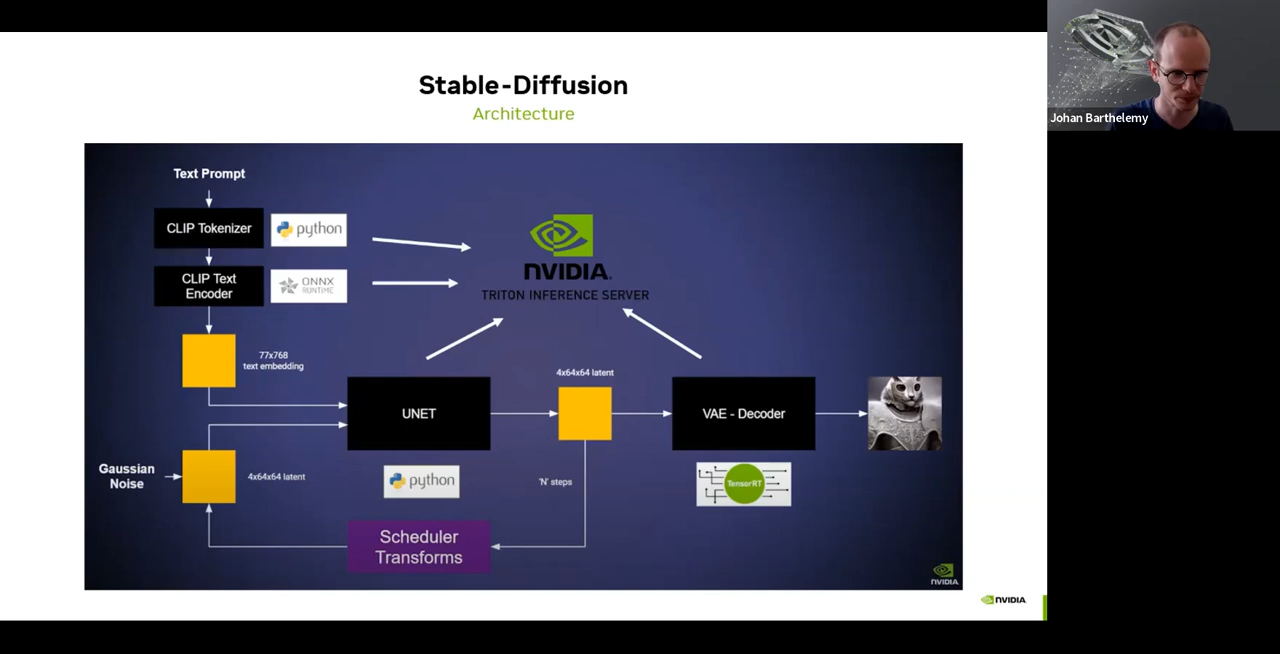 Stable-Diffusion
Architecture
Text Prompt
CLIP Tokenizer
python
CLIP Text
Encoder
ONNX
RUNTIME
NVIDIA.
TRITON INFERENCE SERVER
77x768
text embedding
4x64x64 latent
UNET
VAE - Decoder
Gaussian
Noise
4x64x64 latent
python
'N' steps
TensorRT
Scheduler
Transforms
NVIDIA.
NVIDIA.
Johan Barthelemy